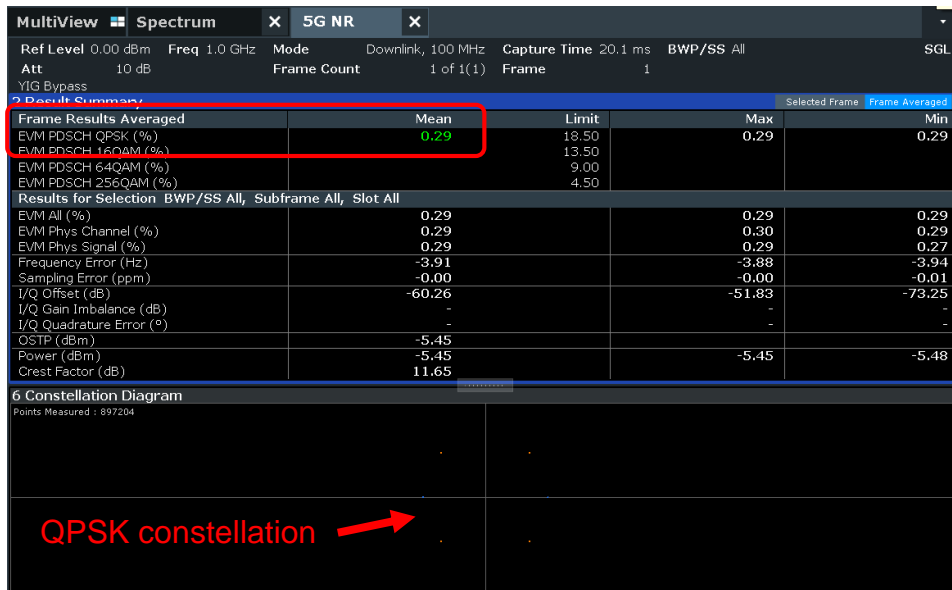 MultiView Spectrum X 5G NR X
Ref Level 0.00 dBm Freq 1.0 GHz Mode Downlink, 100 MHz Capture Time 20.1 ms BWP/SS All SGL
Att 10 dB Frame Count 1 of 1(1) Frame 1
YIG Bypass
2 Result Summary Selected Frame Frame Averaged
Frame Results Averaged Mean Limit Max Min
EVM PDSCH QPSK (%) 0.29 18.50 0.29 0.29
EVM PDSCH 16QAM (%) 13.50
EVM PDSCH 64QAM (%) 9.00
EVM PDSCH 256QAM (%) 4.50
Results for Selection BWP/SS All, Subframe All, Slot All
EVM All (%) 0.29 0.29 0.29
EVM Phys Channel (%) 0.29 0.30 0.29
EVM Phys Signal (%) 0.29 0.29 0.27
Frequency Error (Hz) -3.91 -3.88 -3.94
Sampling Error (ppm) -0.00 -0.00 -0.01
I/Q Offset (dB) -60.26 -51.83 -73.25
I/Q Gain Imbalance (dB) - - -
I/Q Quadrature Error (°) - - -
OSTP (dBm) -5.45
Power (dBm) -5.45 -5.45 -5.48
Crest Factor (dB) 11.65
6 Constellation Diagram
Points Measured : 897204
QPSK constellation